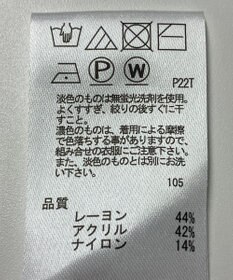 P W
P22T
淡色のものは無蛍光洗剤を使用。
よくすすぎ、絞りの後すぐに干
すこと。
濃色のものは、着用による摩擦
で色落ちする事がありますので、
組み合せの衣服にご注意下さい。
また、淡色のものとは別にお洗
い下さい。
105
品質
レーヨン 44%
アクリル 42%
ナイロン 14%